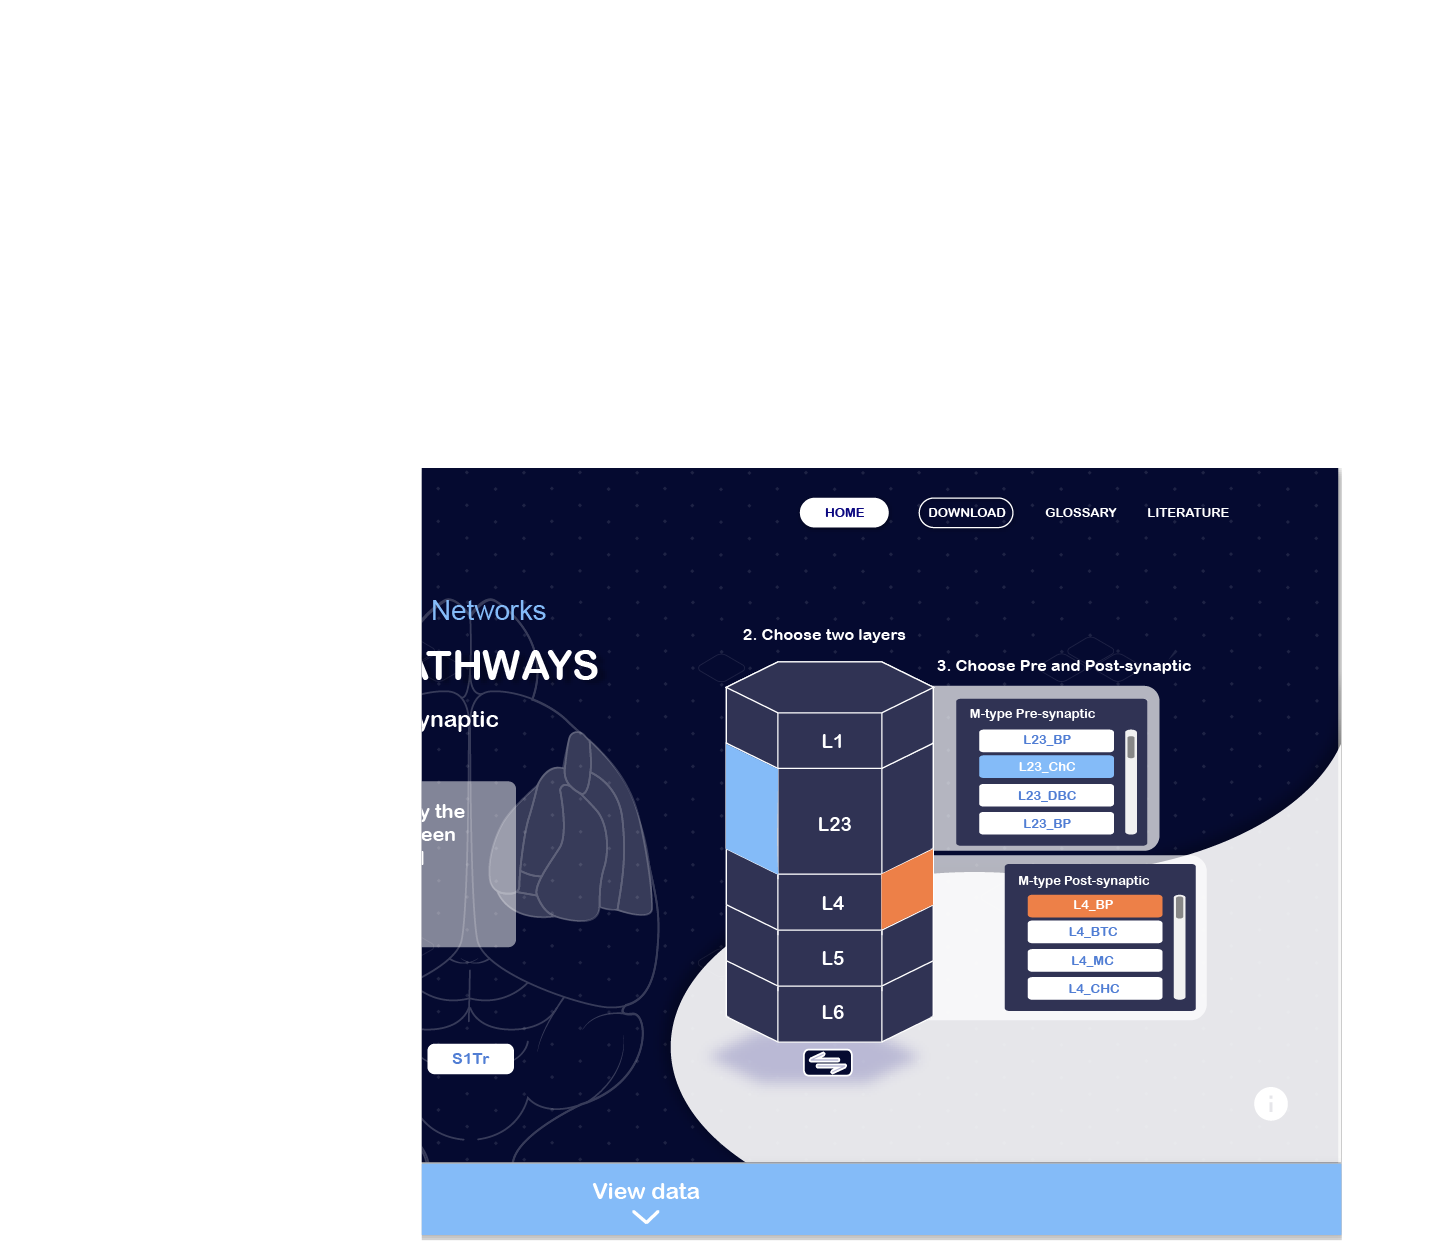 HOME
DOWNLOAD
GLOSSARY
LITERATURE
Networks
ATHWAYS
ynaptic
y the
een
S1Tr
2. Choose two layers
L1
L23
L4
L5
L6
3. Choose Pre and Post-synaptic
M-type Pre-synaptic
L23_BP
L23_ChC
L23_DBC
L23_BP
M-type Post-synaptic
L4_BP
L4_BTC
L4_MC
L4_CHC
i
View data